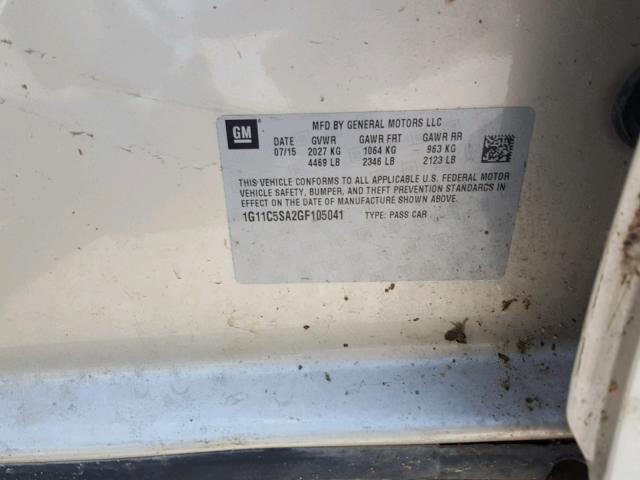 GM
MFD BY GENERAL MOTORS LLC
DATE GVWR GAWR FRT GAWR RR
07/15 2027 KG 1064 KG 963 KG
4469 LB 2346 LB 2123 LB
THIS VEHICLE CONFORMS TO ALL APPLICABLE U.S. FEDERAL MOTOR
VEHICLE SAFETY, BUMPER, AND THEFT PREVENTION STANDARDS IN
EFFECT ON THE DATE OF MANUFACTURE SHOWN ABOVE.
1G11C5SA2GF105041 TYPE: PASS CAR